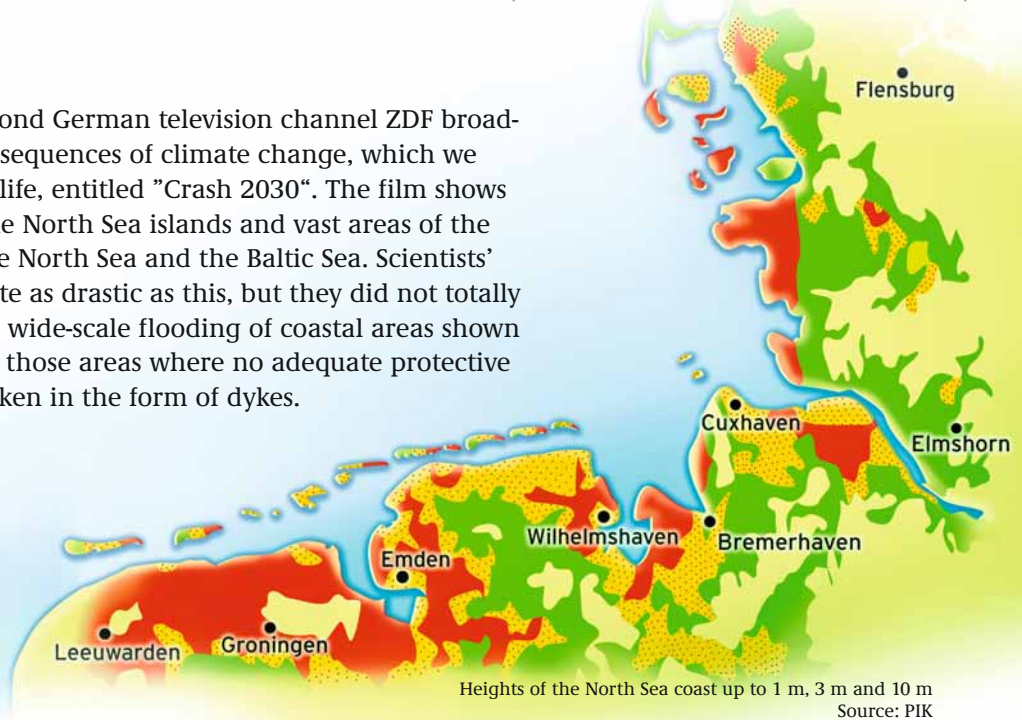 ond German television channel ZDF broad-
sequences of climate change, which we
life, entitled ”Crash 2030“. The film shows
e North Sea islands and vast areas of the
e North Sea and the Baltic Sea. Scientists’
te as drastic as this, but they did not totally
wide-scale flooding of coastal areas shown
those areas where no adequate protective
ken in the form of dykes.
Flensburg
Cuxhaven
Elmshorn
Wilhelmshaven
Bremerhaven
Emden
Leeuwarden
Groningen
Heights of the North Sea coast up to 1 m, 3 m and 10 m
Source: PIK